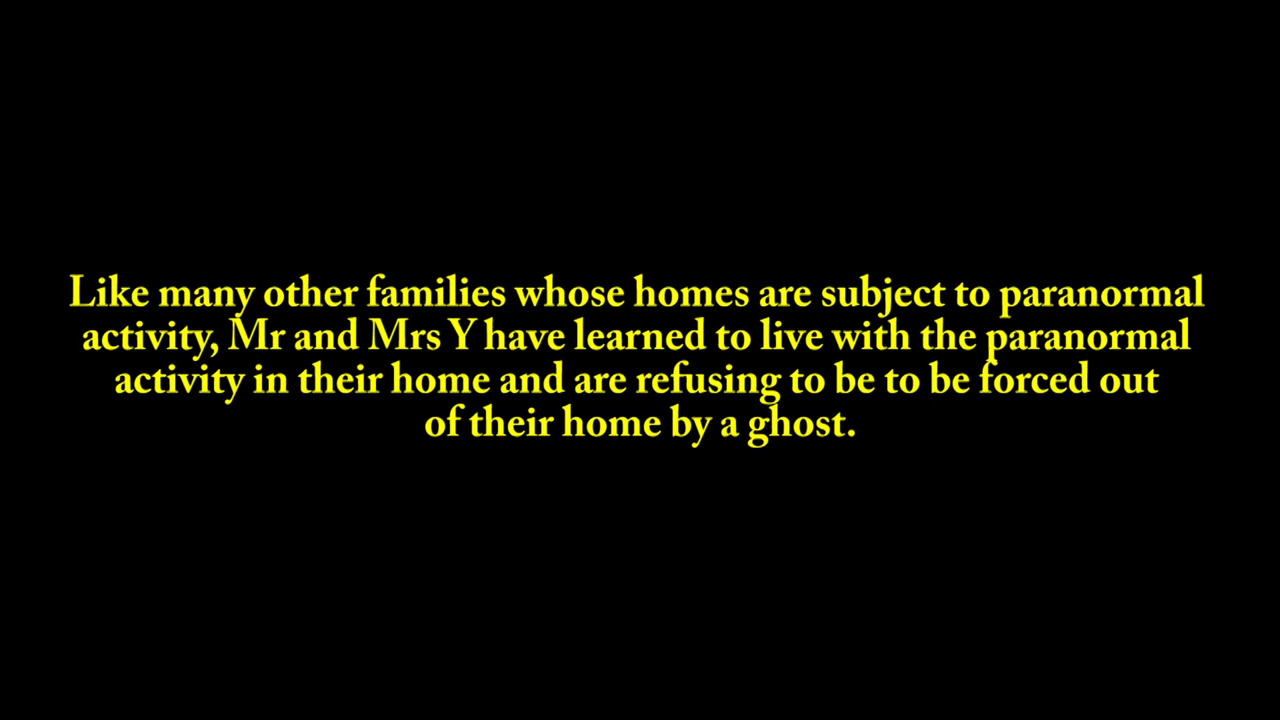 Like many other families whose homes are subject to paranormal
activity, Mr and Mrs Y have learned to live with the paranormal
activity in their home and are refusing to be to be forced out
of their home by a ghost.